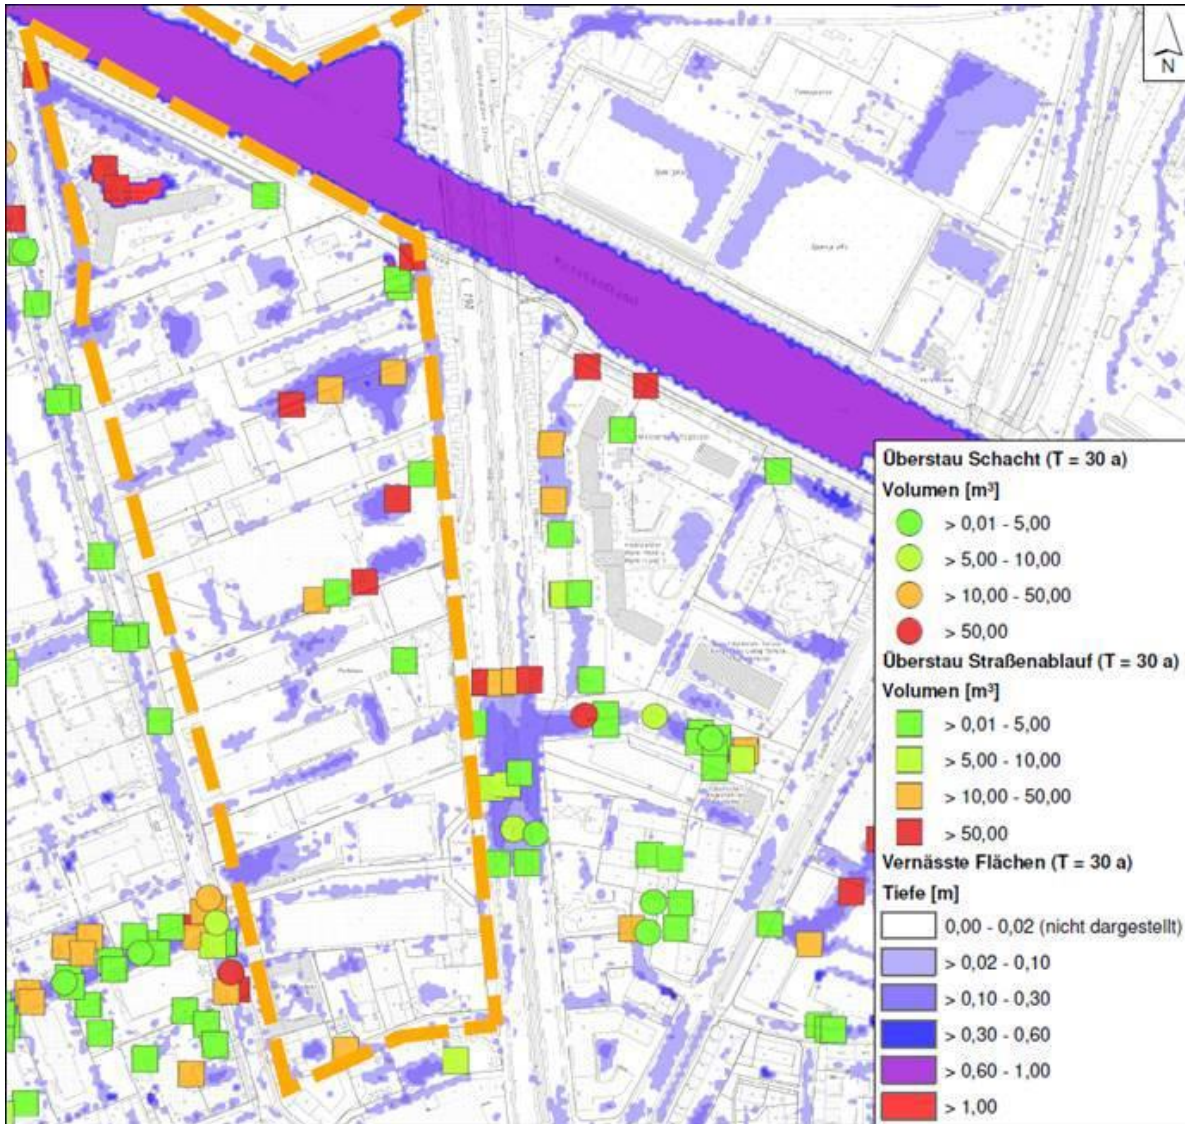 N
L 792
Überstau Schacht (T = 30 a)
Volumen [m³]
> 0,01 - 5,00
> 5,00 - 10,00
> 10,00 - 50,00
> 50,00
Überstau Straßenablauf (T = 30 a)
Volumen [m³]
> 0,01 - 5,00
> 5,00 - 10,00
> 10,00 - 50,00
> 50,00
Vernässte Flächen (T = 30 a)
Tiefe [m]
0,00 - 0,02 (nicht dargestellt)
> 0,02 - 0,10
> 0,10 - 0,30
> 0,30 - 0,60
> 0,60 - 1,00
> 1,00